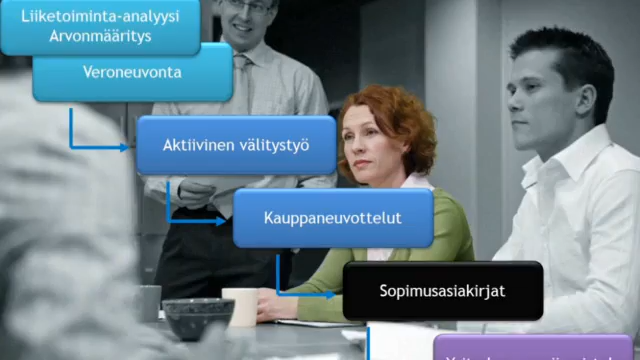 Liiketoiminta-analyysi
Arvonmääritys
Veroneuvonta
Aktiivinen välitystyö
Kauppaneuvottelut
Sopimusasiakirjat